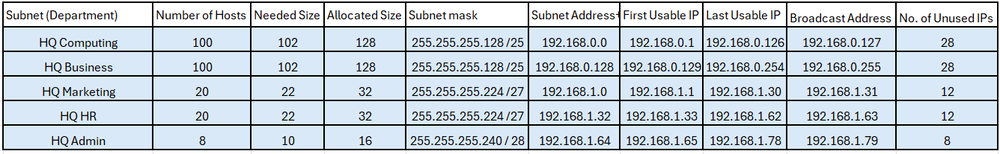 Subnet (Department) Number of Hosts Needed Size Allocated Size Subnet mask Subnet Address First Usable IP Last Usable IP Broadcast Address No. of Unused IPs
HQ Computing 100 102 128 255.255.255.128 /25 192.168.0.0 192.168.0.1 192.168.0.126 192.168.0.127 28
HQ Business 100 102 128 255.255.255.128 /25 192.168.0.128 192.168.0.129 192.168.0.254 192.168.0.255 28
HQ Marketing 20 22 32 255.255.255.224 /27 192.168.1.0 192.168.1.1 192.168.1.30 192.168.1.31 12
HQ HR 20 22 32 255.255.255.224 /27 192.168.1.32 192.168.1.33 192.168.1.62 192.168.1.63 12
HQ Admin 8 10 16 255.255.255.240 / 28 192.168.1.64 192.168.1.65 192.168.1.78 192.168.1.79 8